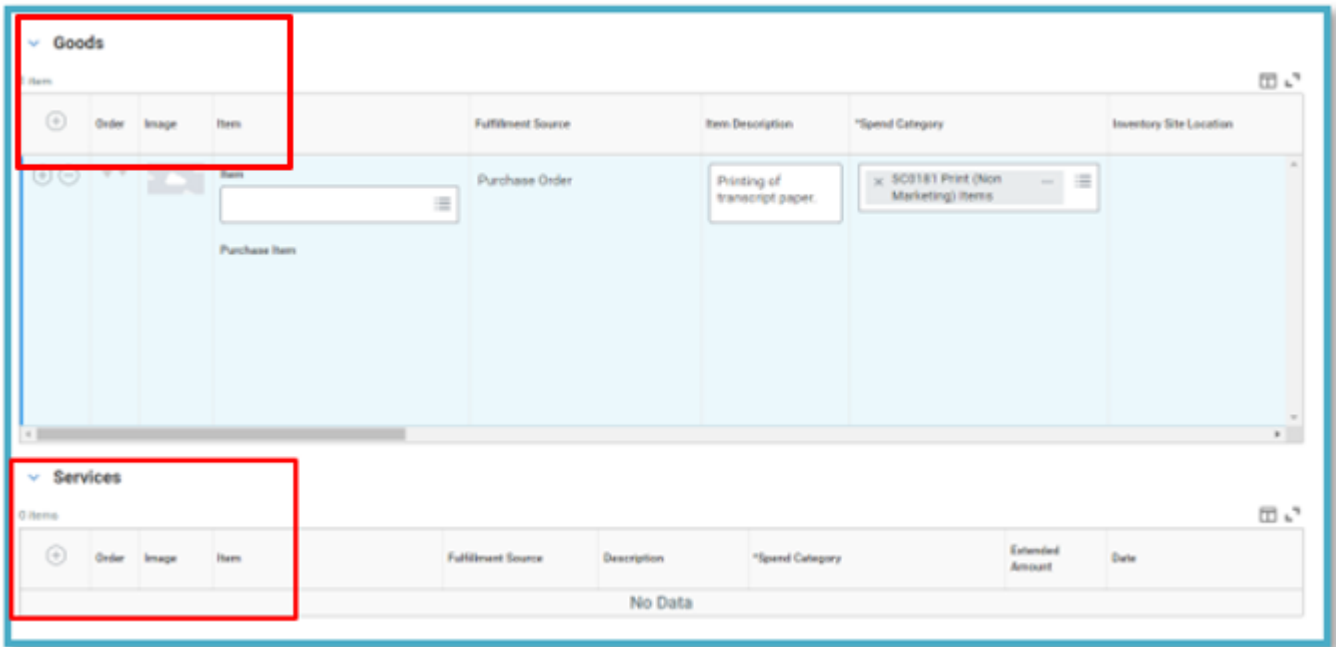 Goods
1 Item
Order Image Item Fulfillment Source Item Description *Spend Category Inventory Site Location
Item
Purchase Order
Printing of
transcript paper.
× SC0181 Print (Non
Marketing) Items
Purchase Item
Services
0 Items
Order Image Item Fulfillment Source Description *Spend Category Extended
Amount Date
No Data